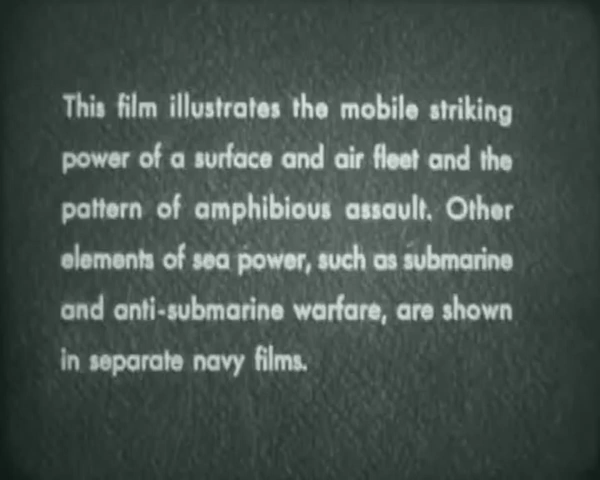 This film illustrates the mobile striking
power of a surface and air fleet and the
pattern of amphibious assault. Other
elements of sea power, such as submarine
and anti-submarine warfare, are shown
in separate navy films.